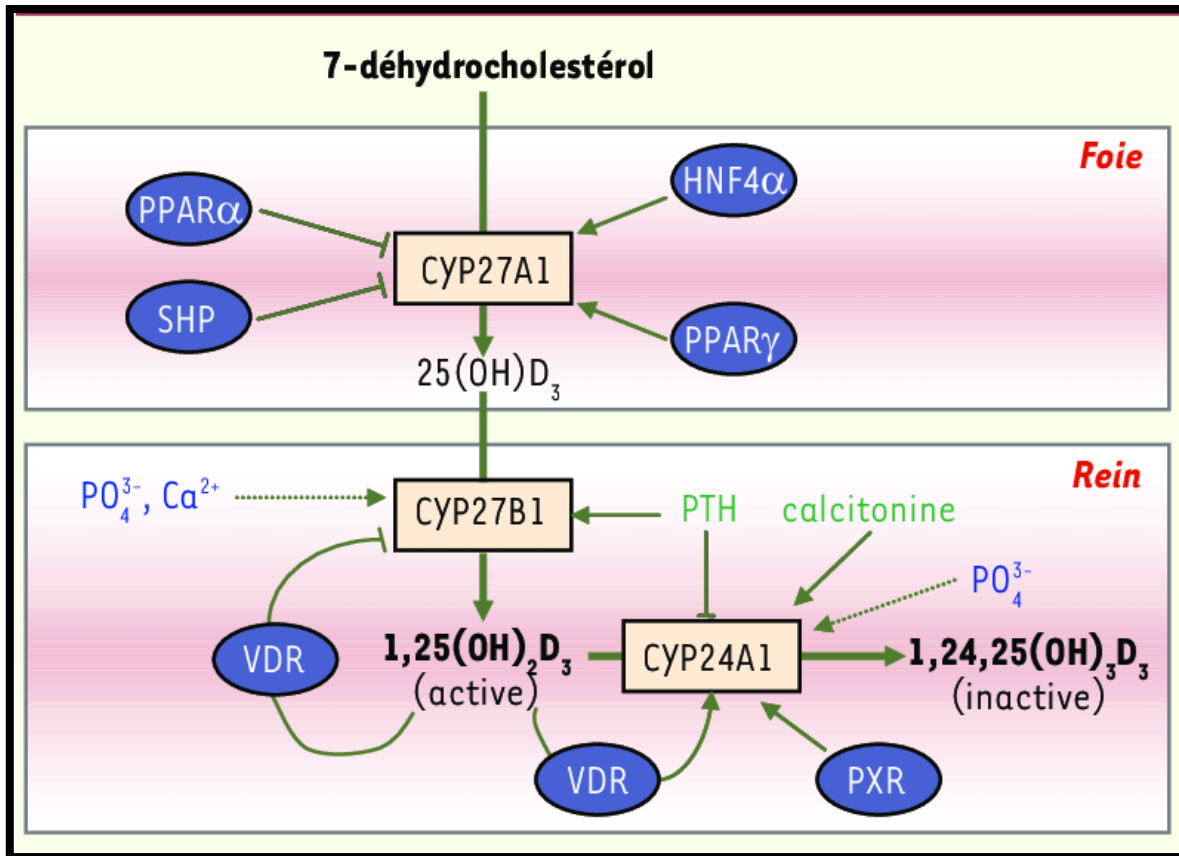 7-déhydrocholestérol
Foie
PPARα
HNF4α
CYP27A1
SHP
PPARγ
25(OH)D₃
Rein
PO₄³⁻, Ca²⁺
CYP27B1
PTH
calcitonine
PO₄³⁻
VDR
1,25(OH)₂D₃
(active)
CYP24A1
1,24,25(OH)₃D₃
(inactive)
VDR
PXR